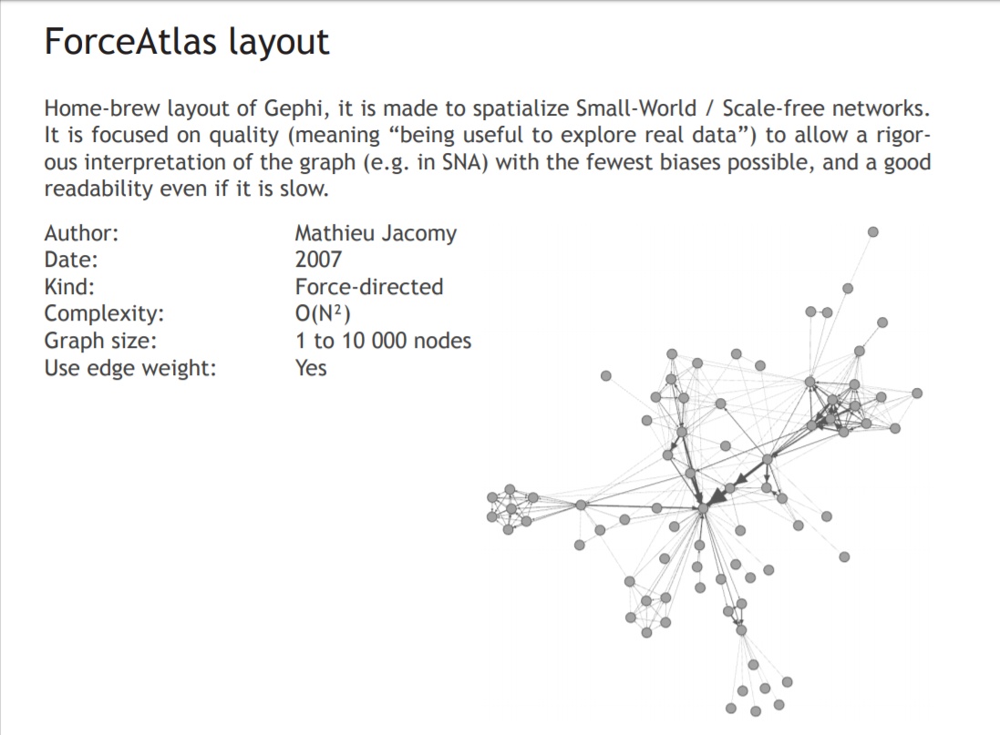 ForceAtlas layout
Home-brew layout of Gephi, it is made to spatialize Small-World / Scale-free networks.
It is focused on quality (meaning “being useful to explore real data”) to allow a rigor-
ous interpretation of the graph (e.g. in SNA) with the fewest biases possible, and a good
readability even if it is slow.
Author: Mathieu Jacomy
Date: 2007
Kind: Force-directed
Complexity: O(N²)
Graph size: 1 to 10 000 nodes
Use edge weight: Yes